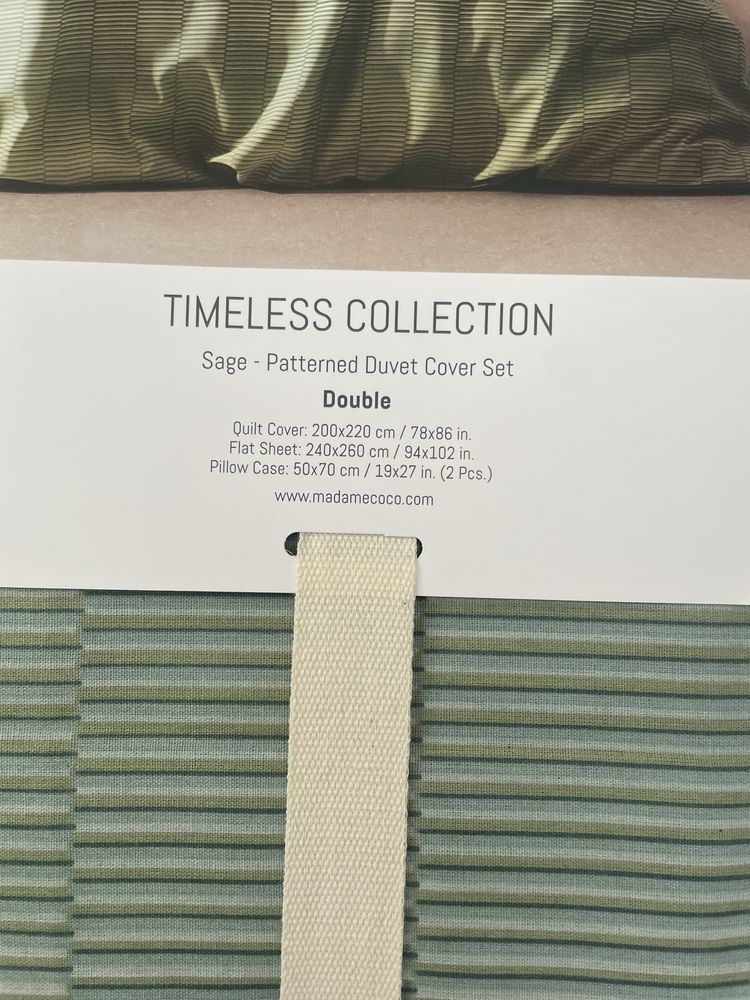 TIMELESS COLLECTION
Sage - Patterned Duvet Cover Set
Double
Quilt Cover: 200x220 cm / 78x86 in.
Flat Sheet: 240x260 cm / 94x102 in.
Pillow Case: 50x70 cm / 19x27 in. (2 Pcs.)
www.madamecoco.com